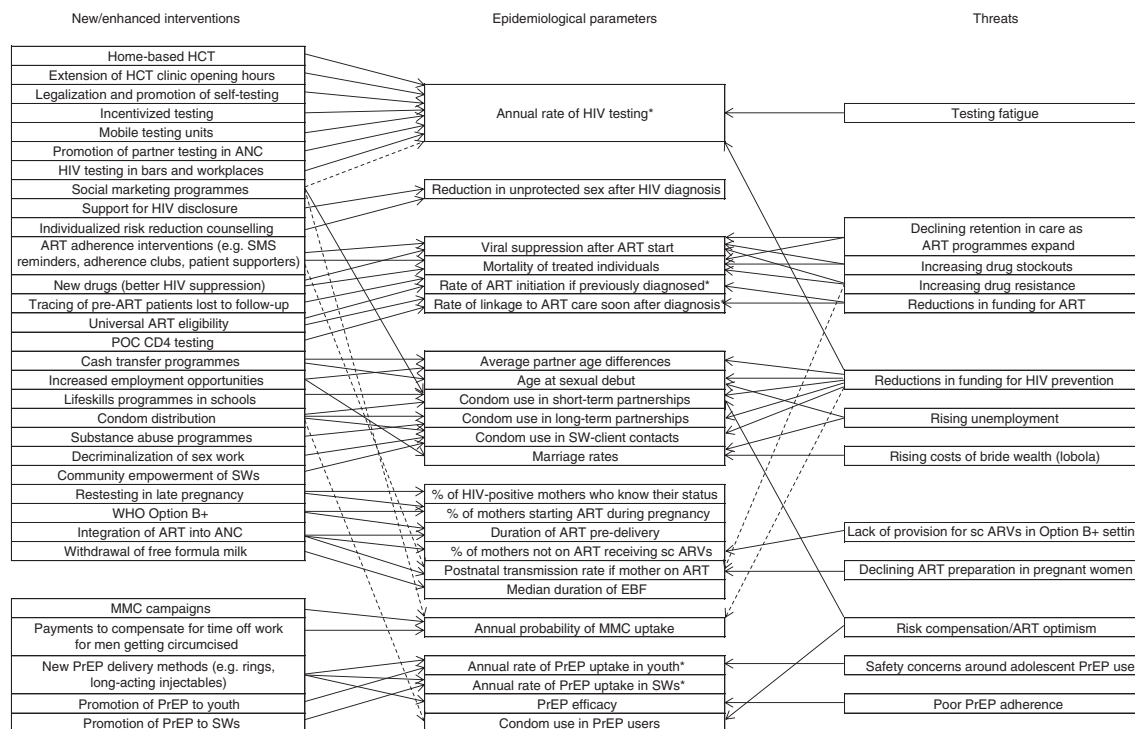 New/enhanced interventions
Epidemiological parameters
Threats
Home-based HCT
Extension of HCT clinic opening hours
Legalization and promotion of self-testing
Incentivized testing
Mobile testing units
Promotion of partner testing in ANC
HIV testing in bars and workplaces
Social marketing programmes
Support for HIV disclosure
Individualized risk reduction counselling
ART adherence interventions (e.g. SMS
reminders, adherence clubs, patient supporters)
New drugs (better HIV suppression)
Tracing of pre-ART patients lost to follow-up
Universal ART eligibility
POC CD4 testing
Cash transfer programmes
Increased employment opportunities
Lifeskills programmes in schools
Condom distribution
Substance abuse programmes
Decriminalization of sex work
Community empowerment of SWs
Restesting in late pregnancy
WHO Option B+
Integration of ART into ANC
Withdrawal of free formula milk
MMC campaigns
Payments to compensate for time off work
for men getting circumcised
New PrEP delivery methods (e.g. rings,
long-acting injectables)
Promotion of PrEP to youth
Promotion of PrEP to SWs
Annual rate of HIV testing*
Reduction in unprotected sex after HIV diagnosis
Viral suppression after ART start
Mortality of treated individuals
Rate of ART initiation if previously diagnosed*
Rate of linkage to ART care soon after diagnosis*
Average partner age differences
Age at sexual debut
Condom use in short-term partnerships
Condom use in long-term partnerships
Condom use in SW-client contacts
Marriage rates
% of HIV-positive mothers who know their status
% of mothers starting ART during pregnancy
Duration of ART pre-delivery
% of mothers not on ART receiving sc ARVs
Postnatal transmission rate if mother on ART
Median duration of EBF
Annual probability of MMC uptake
Annual rate of PrEP uptake in youth*
Annual rate of PrEP uptake in SWs*
PrEP efficacy
Condom use in PrEP users
Testing fatigue
Declining retention in care as
ART programmes expand
Increasing drug stockouts
Increasing drug resistance
Reductions in funding for ART
Reductions in funding for HIV prevention
Rising unemployment
Rising costs of bride wealth (lobola)
Lack of provision for sc ARVs in Option B+ setting
Declining ART preparation in pregnant women
Risk compensation/ART optimism
Safety concerns around adolescent PrEP use
Poor PrEP adherence